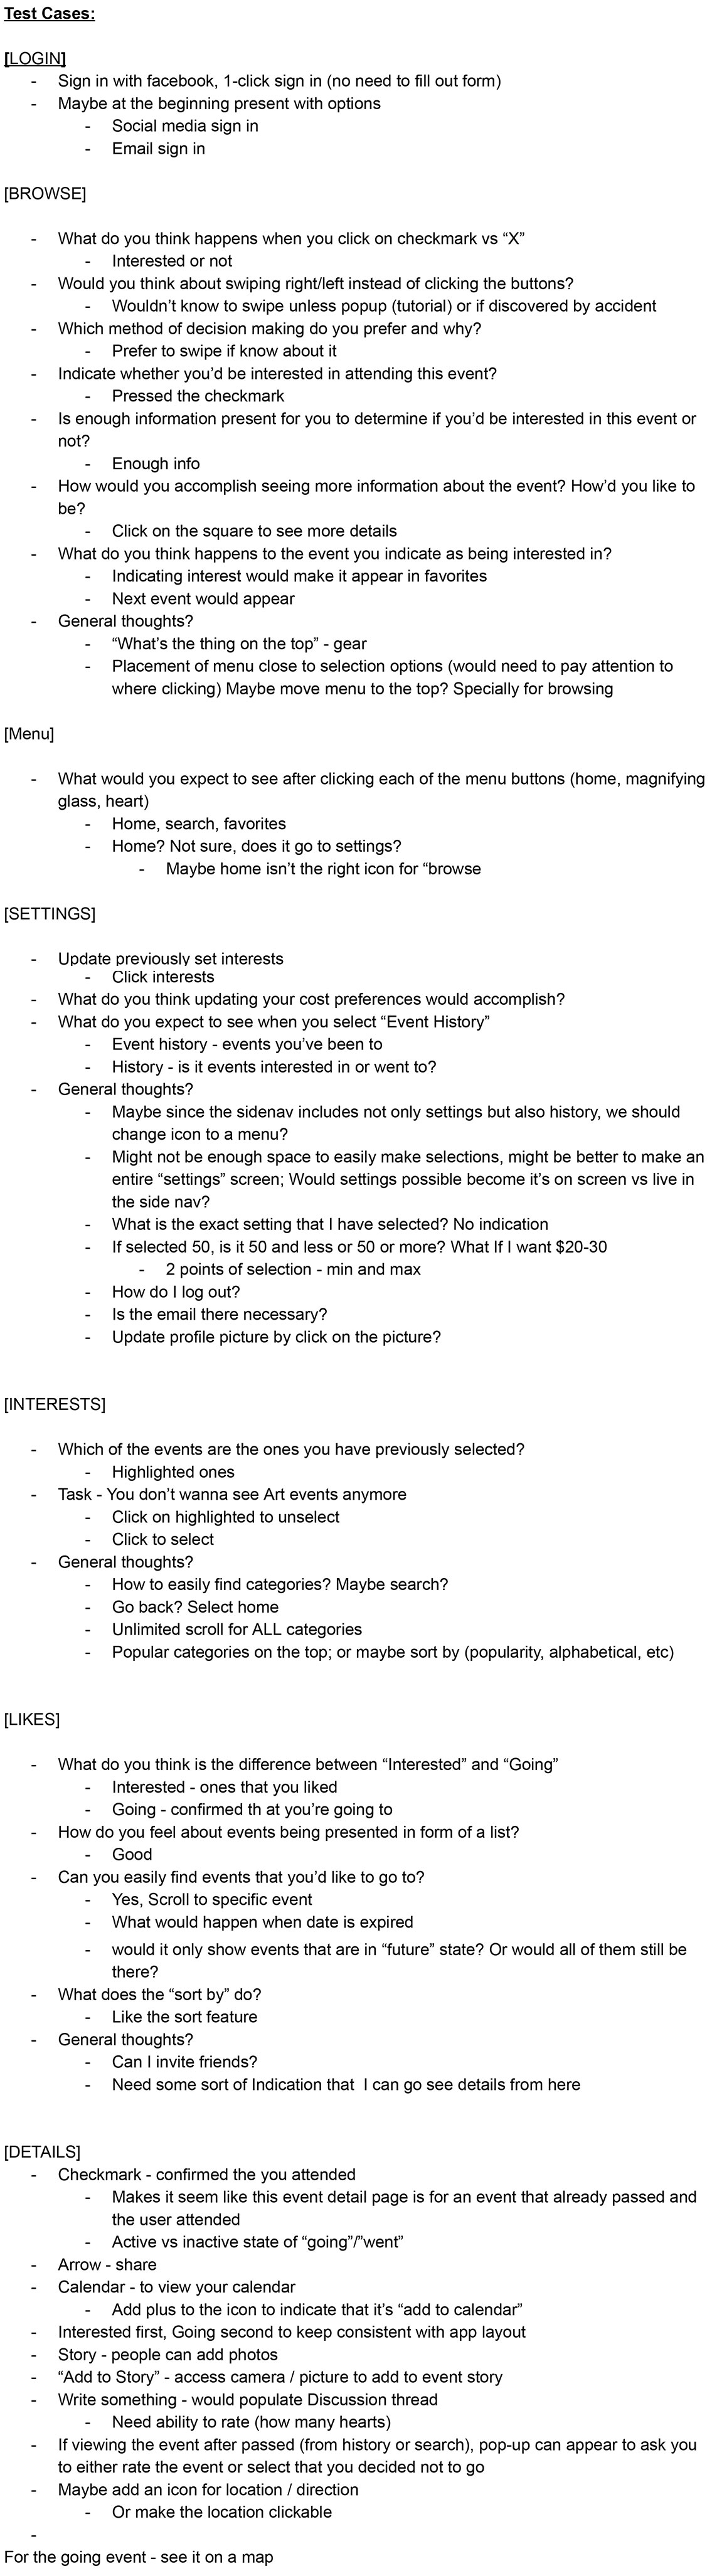 Test Cases:
[LOGIN]
- Sign in with facebook, 1-click sign in (no need to fill out form)
- Maybe at the beginning present with options
- Social media sign in
- Email sign in
[BROWSE]
- What do you think happens when you click on checkmark vs “X”
- Interested or not
- Would you think about swiping right/left instead of clicking the buttons?
- Wouldn’t know to swipe unless popup (tutorial) or if discovered by accident
- Which method of decision making do you prefer and why?
- Prefer to swipe if know about it
- Indicate whether you’d be interested in attending this event?
- Pressed the checkmark
- Is enough information present for you to determine if you’d be interested in this event or
not?
- Enough info
- How would you accomplish seeing more information about the event? How’d you like to
be?
- Click on the square to see more details
- What do you think happens to the event you indicate as being interested in?
- Indicating interest would make it appear in favorites
- Next event would appear
- General thoughts?
- “What’s the thing on the top” - gear
- Placement of menu close to selection options (would need to pay attention to
where clicking) Maybe move menu to the top? Specially for browsing
[Menu]
- What would you expect to see after clicking each of the menu buttons (home, magnifying
glass, heart)
- Home, search, favorites
- Home? Not sure, does it go to settings?
- Maybe home isn’t the right icon for “browse
[SETTINGS]
- Update previously set interests
- Click interests
- What do you think updating your cost preferences would accomplish?
- What do you expect to see when you select “Event History”
- Event history - events you’ve been to
- History - is it events interested in or went to?
- General thoughts?
- Maybe since the sidenav includes not only settings but also history, we should
change icon to a menu?
- Might not be enough space to easily make selections, might be better to make an
entire “settings” screen; Would settings possible become it’s on screen vs live in
the side nav?
- What is the exact setting that I have selected? No indication
- If selected 50, is it 50 and less or 50 or more? What If I want $20-30
- 2 points of selection - min and max
- How do I log out?
- Is the email there necessary?
- Update profile picture by click on the picture?
[INTERESTS]
- Which of the events are the ones you have previously selected?
- Highlighted ones
- Task - You don’t wanna see Art events anymore
- Click on highlighted to unselect
- Click to select
- General thoughts?
- How to easily find categories? Maybe search?
- Go back? Select home
- Unlimited scroll for ALL categories
- Popular categories on the top; or maybe sort by (popularity, alphabetical, etc)
[LIKES]
- What do you think is the difference between “Interested” and “Going”
- Interested - ones that you liked
- Going - confirmed th at you’re going to
- How do you feel about events being presented in form of a list?
- Good
- Can you easily find events that you’d like to go to?
- Yes, Scroll to specific event
- What would happen when date is expired
- would it only show events that are in “future” state? Or would all of them still be
there?
- What does the “sort by” do?
- Like the sort feature
- General thoughts?
- Can I invite friends?
- Need some sort of Indication that  I can go see details from here
[DETAILS]
- Checkmark - confirmed the you attended
- Makes it seem like this event detail page is for an event that already passed and
the user attended
- Active vs inactive state of “going”/”went”
- Arrow - share
- Calendar - to view your calendar
- Add plus to the icon to indicate that it’s “add to calendar”
- Interested first, Going second to keep consistent with app layout
- Story - people can add photos
- “Add to Story” - access camera / picture to add to event story
- Write something - would populate Discussion thread
- Need ability to rate (how many hearts)
- If viewing the event after passed (from history or search), pop-up can appear to ask you
to either rate the event or select that you decided not to go
- Maybe add an icon for location / direction
- Or make the location clickable
-
For the going event - see it on a map